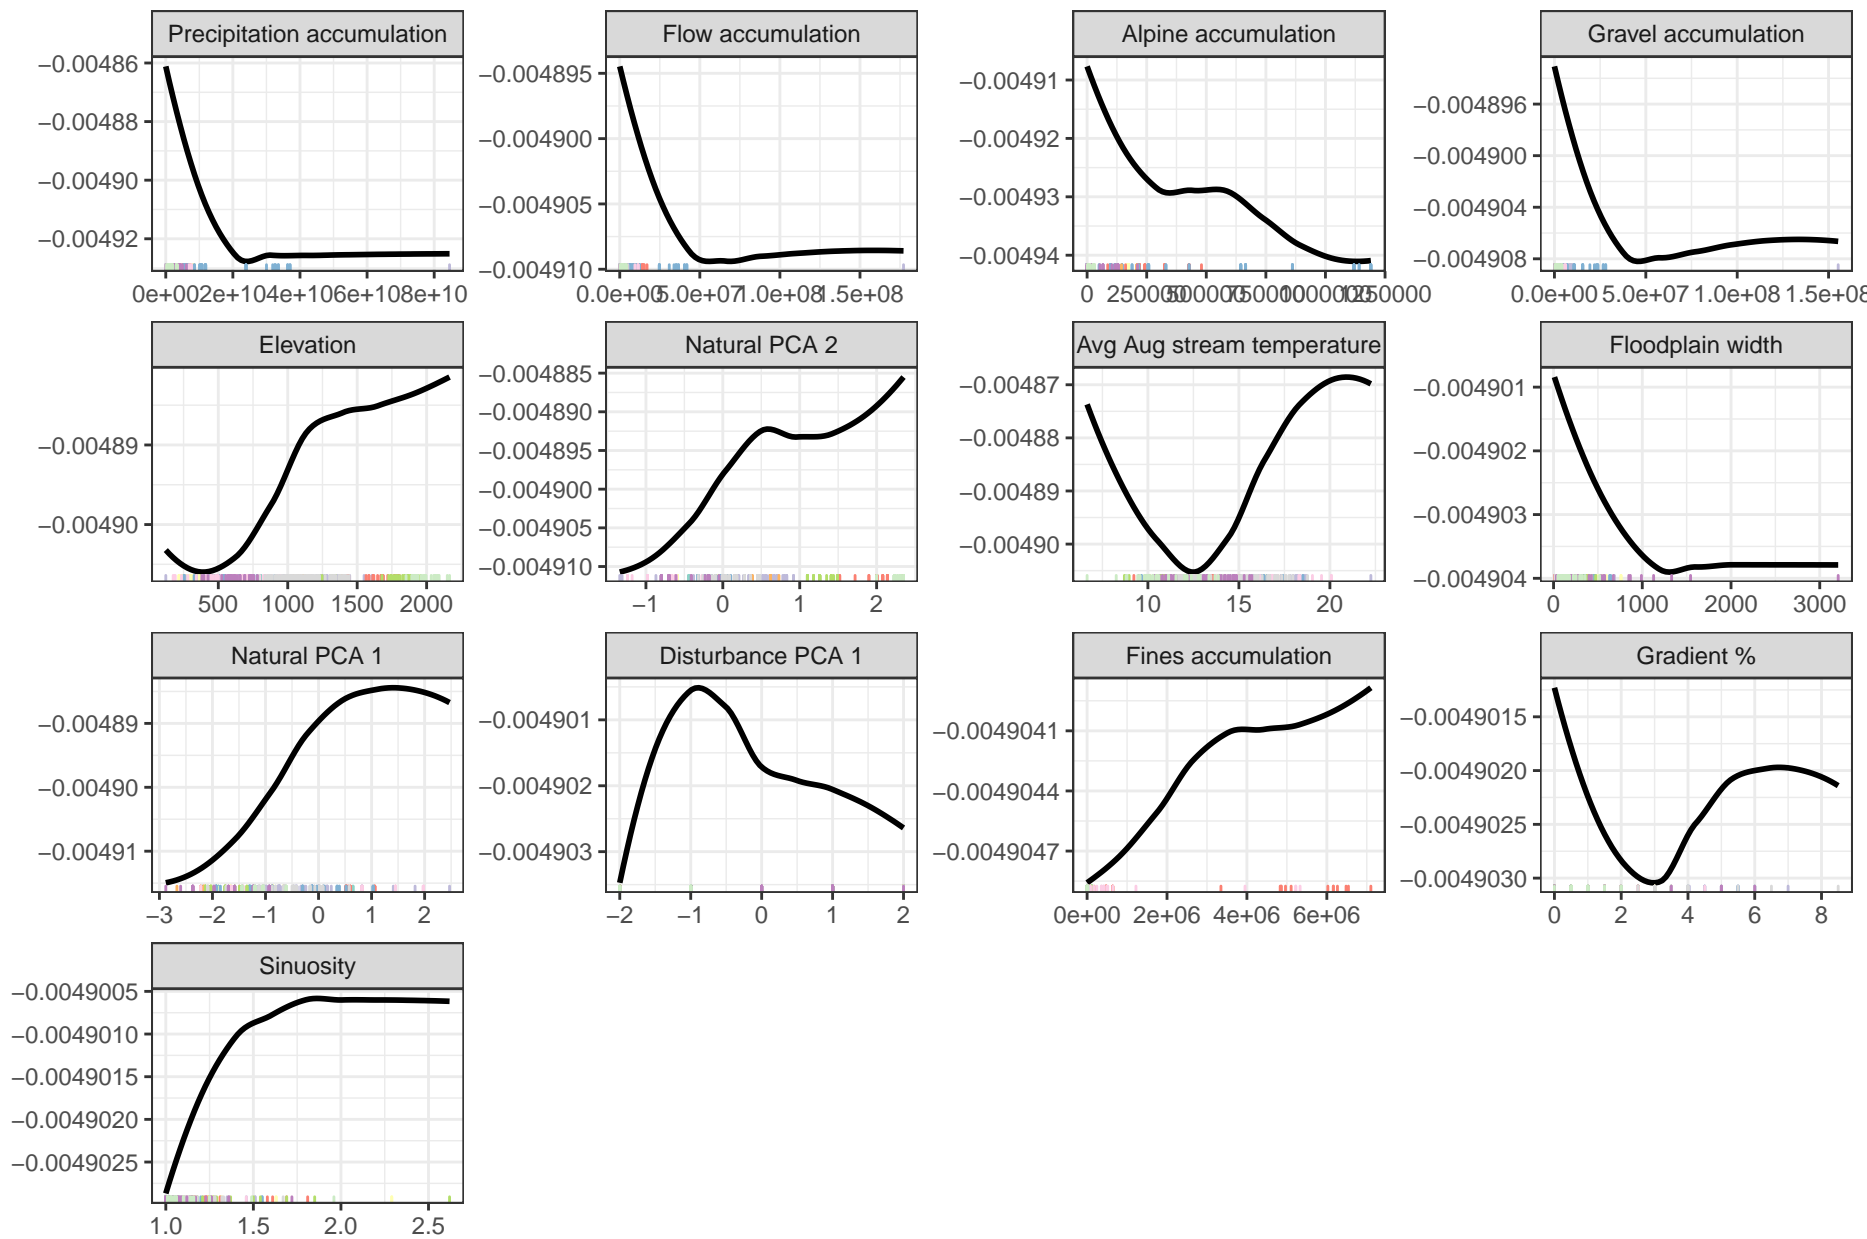 Precipitation accumulation
−0.00486
−0.00488
−0.00490
−0.00492
0e+00 2e+10 4e+10 6e+10 8e+10
Flow accumulation
−0.004895
−0.004900
−0.004905
−0.004910
0.0e+00 5.0e+07 1.0e+08 1.5e+08
Alpine accumulation
−0.00491
−0.00492
−0.00493
−0.00494
0 250000 500000 750000 1000000 1250000
Gravel accumulation
−0.004896
−0.004900
−0.004904
−0.004908
0.0e+00 5.0e+07 1.0e+08 1.5e+08
Elevation
−0.00489
−0.00490
500 1000 1500 2000
Natural PCA 2
−0.004885
−0.004890
−0.004895
−0.004900
−0.004905
−0.004910
−1 0 1 2
Avg Aug stream temperature
−0.00487
−0.00488
−0.00489
−0.00490
10 15 20
Floodplain width
−0.004901
−0.004902
−0.004903
−0.004904
0 1000 2000 3000
Natural PCA 1
−0.00489
−0.00490
−0.00491
−3 −2 −1 0 1 2
Disturbance PCA 1
−0.004901
−0.004902
−0.004903
−2 −1 0 1 2
Fines accumulation
−0.0049041
−0.0049044
−0.0049047
0e+00 2e+06 4e+06 6e+06
Gradient %
−0.0049015
−0.0049020
−0.0049025
−0.0049030
0 2 4 6 8
Sinuosity
−0.0049005
−0.0049010
−0.0049015
−0.0049020
−0.0049025
1.0 1.5 2.0 2.5